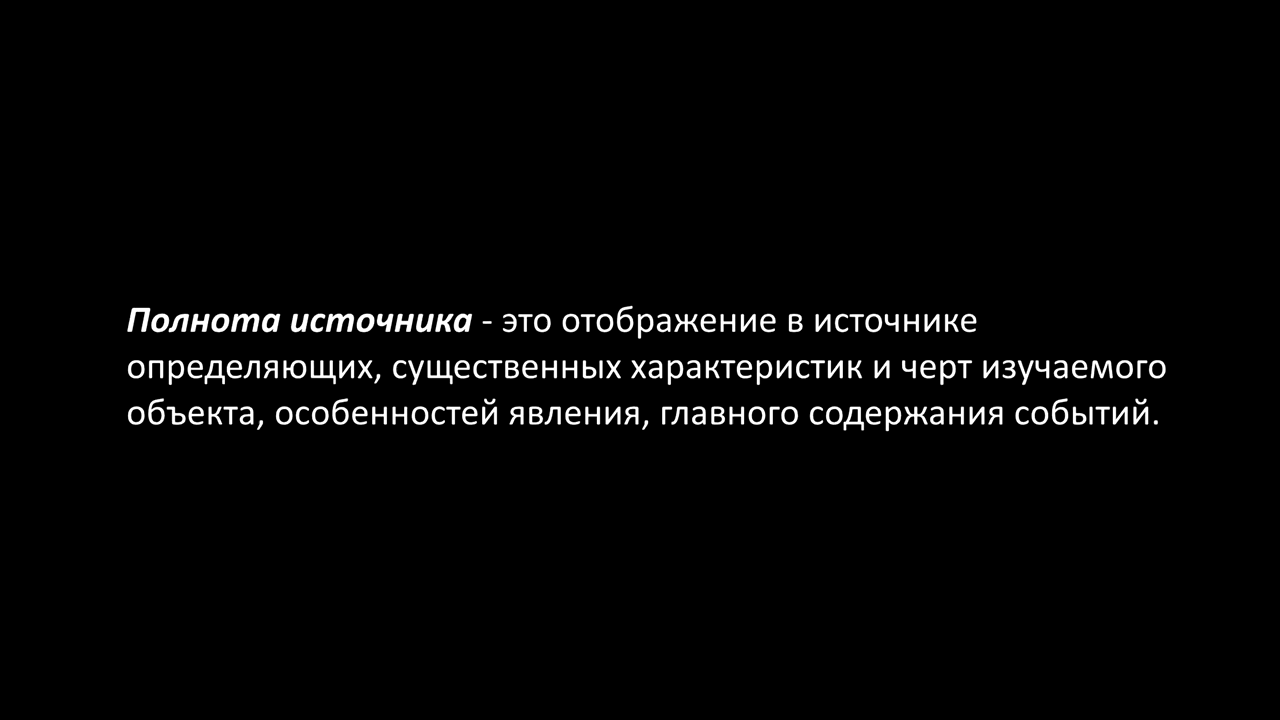 Полнота источника - это отображение в источнике
определяющих, существенных характеристик и черт изучаемого
объекта, особенностей явления, главного содержания событий.